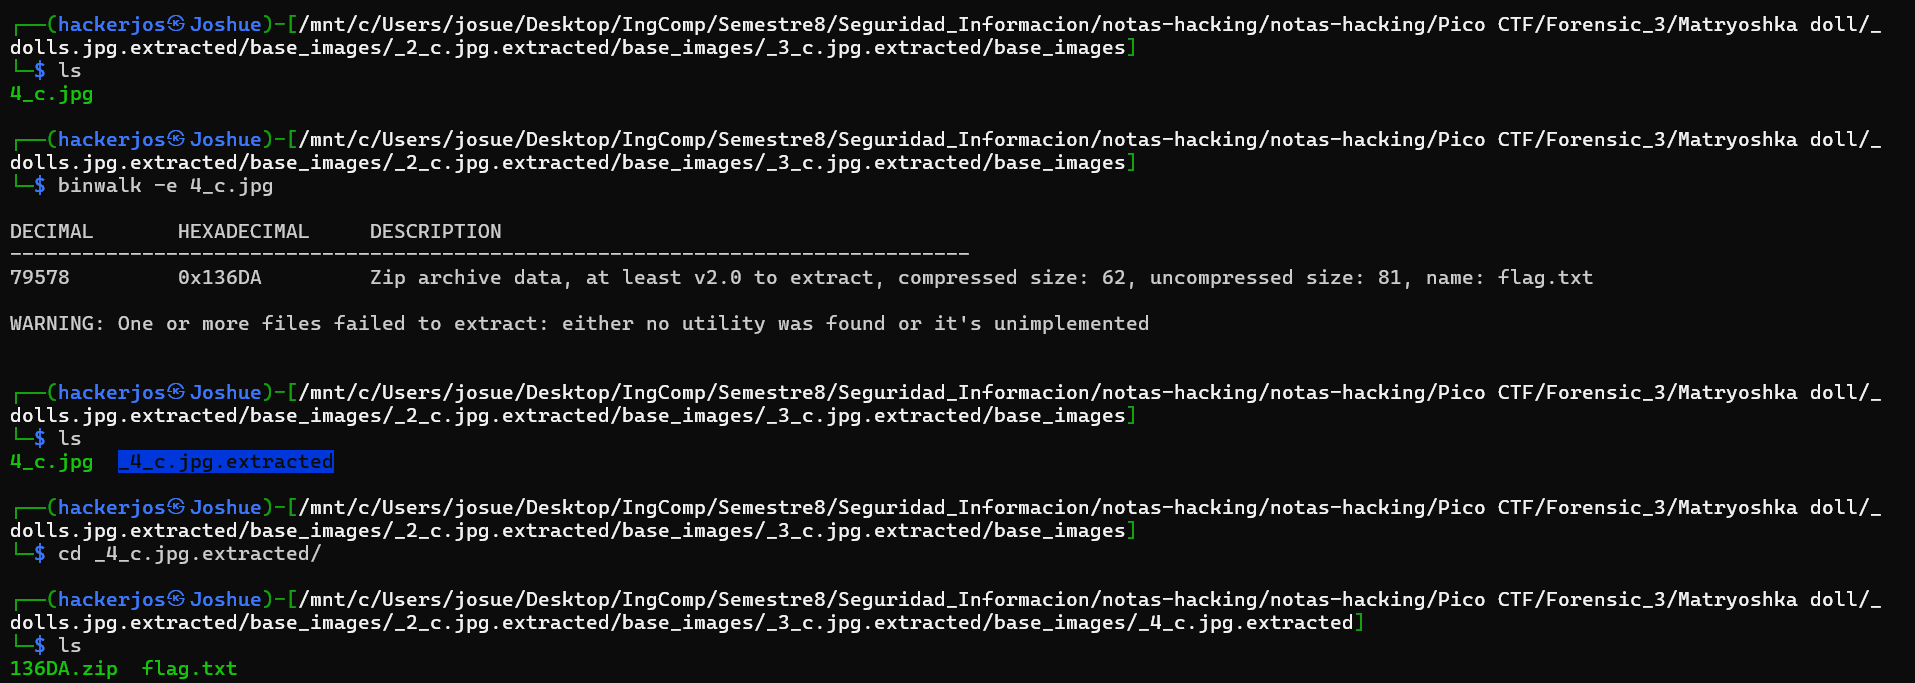 ┌──(hackerjos㉿Joshue)-[/mnt/c/Users/josue/Desktop/IngComp/Semestre8/Seguridad_Informacion/notas-hacking/notas-hacking/Pico CTF/Forensic_3/Matryoshka doll/_
dolls.jpg.extracted/base_images/_2_c.jpg.extracted/base_images/_3_c.jpg.extracted/base_images]
└─$ ls
4_c.jpg
┌──(hackerjos㉿Joshue)-[/mnt/c/Users/josue/Desktop/IngComp/Semestre8/Seguridad_Informacion/notas-hacking/notas-hacking/Pico CTF/Forensic_3/Matryoshka doll/_
dolls.jpg.extracted/base_images/_2_c.jpg.extracted/base_images/_3_c.jpg.extracted/base_images]
└─$ binwalk -e 4_c.jpg
DECIMAL       HEXADECIMAL     DESCRIPTION
--------------------------------------------------------------------------------
79578         0x136DA         Zip archive data, at least v2.0 to extract, compressed size: 62, uncompressed size: 81, name: flag.txt
WARNING: One or more files failed to extract: either no utility was found or it's unimplemented
┌──(hackerjos㉿Joshue)-[/mnt/c/Users/josue/Desktop/IngComp/Semestre8/Seguridad_Informacion/notas-hacking/notas-hacking/Pico CTF/Forensic_3/Matryoshka doll/_
dolls.jpg.extracted/base_images/_2_c.jpg.extracted/base_images/_3_c.jpg.extracted/base_images]
└─$ ls
4_c.jpg  _4_c.jpg.extracted
┌──(hackerjos㉿Joshue)-[/mnt/c/Users/josue/Desktop/IngComp/Semestre8/Seguridad_Informacion/notas-hacking/notas-hacking/Pico CTF/Forensic_3/Matryoshka doll/_
dolls.jpg.extracted/base_images/_2_c.jpg.extracted/base_images/_3_c.jpg.extracted/base_images]
└─$ cd _4_c.jpg.extracted/
┌──(hackerjos㉿Joshue)-[/mnt/c/Users/josue/Desktop/IngComp/Semestre8/Seguridad_Informacion/notas-hacking/notas-hacking/Pico CTF/Forensic_3/Matryoshka doll/_
dolls.jpg.extracted/base_images/_2_c.jpg.extracted/base_images/_3_c.jpg.extracted/base_images/_4_c.jpg.extracted]
└─$ ls
136DA.zip  flag.txt